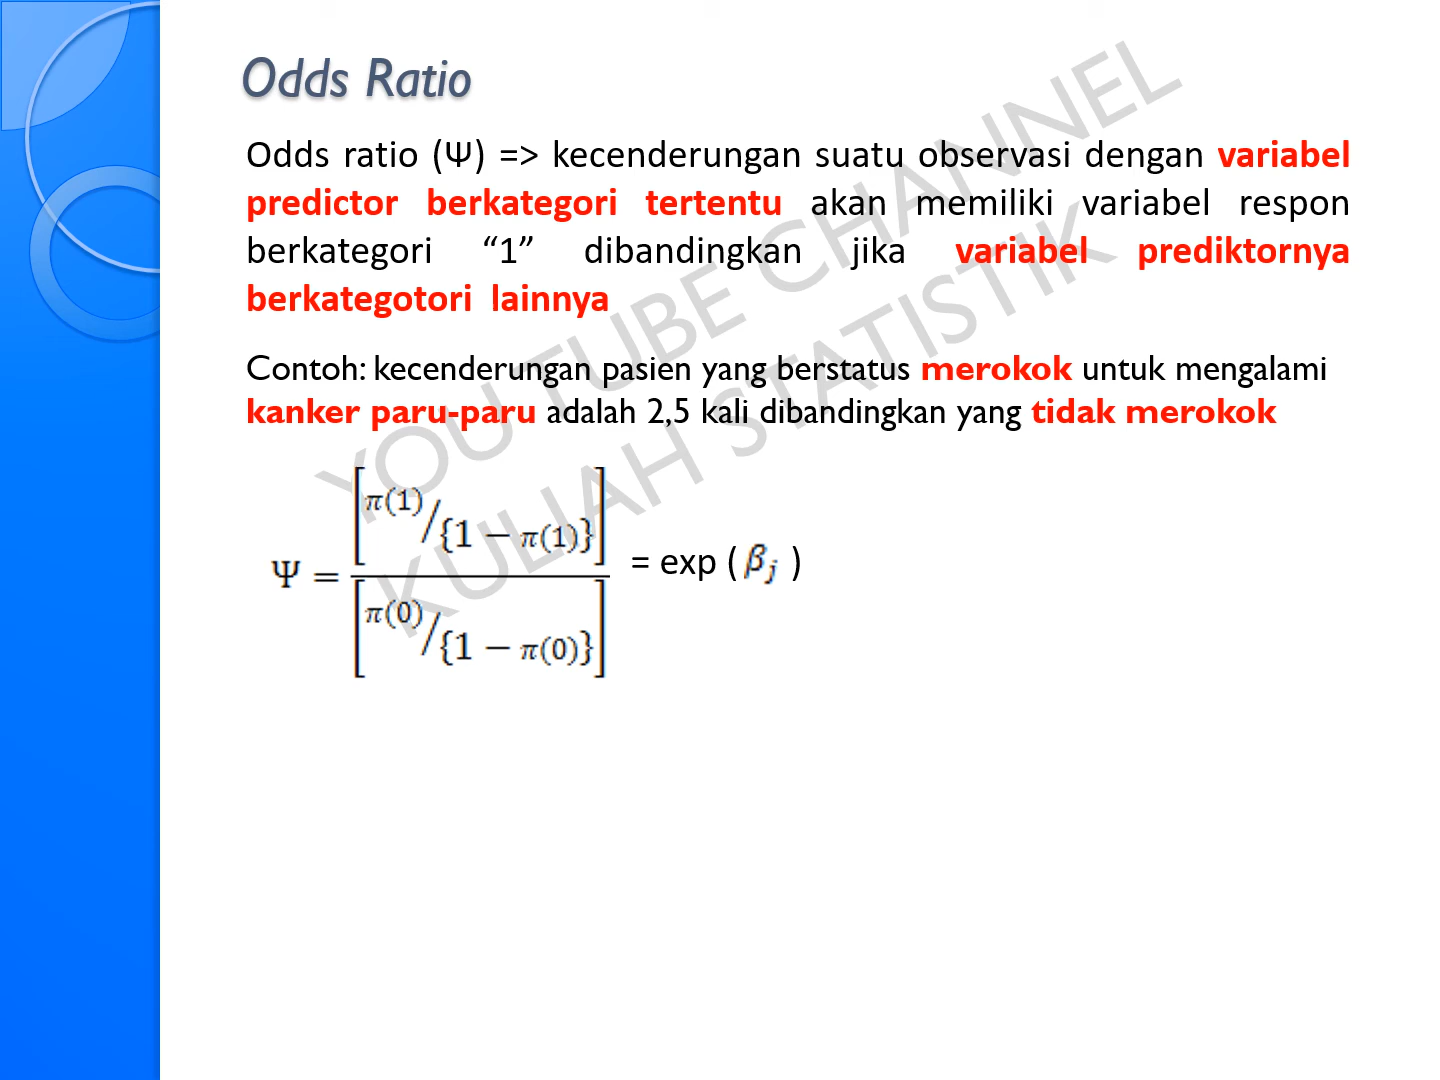 Odds Ratio
Odds ratio (Ψ) => kecenderungan suatu observasi dengan variabel
predictor berkategori tertentu akan memiliki variabel respon
berkategori “1” dibandingkan jika variabel prediktornya
berkategotori lainnya
Contoh: kecenderungan pasien yang berstatus merokok untuk mengalami
kanker paru-paru adalah 2,5 kali dibandingkan yang tidak merokok
Ψ = [π(1)/{1 − π(1)}] / [π(0)/{1 − π(0)}] = exp ( βj )
YOU TUBE CHANNEL
KULIAH STATISTIK